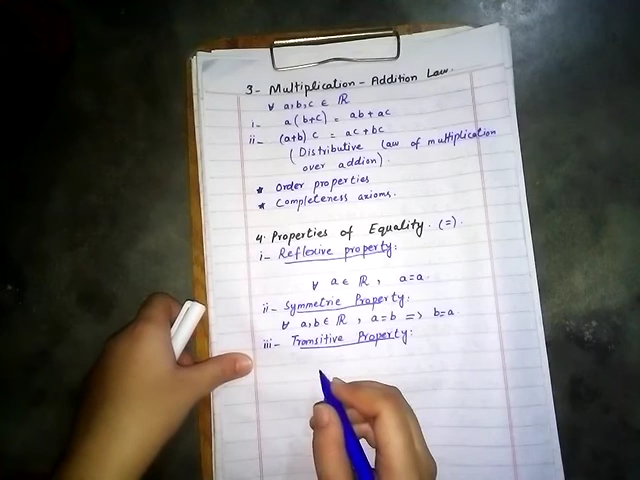 3- Multiplication - Addition Law.
∀ a,b,c ∈ ℝ
i- a(b+c) = ab + ac
ii- (a+b) c = ac + bc
(Distributive law of multiplication
over addion).
* Order properties
* Completeness axioms.
4. Properties of Equality. (=).
i- Reflexive property:
∀ a ∈ ℝ, a=a.
ii- Symmetric Property:
∀ a,b ∈ ℝ, a=b => b=a.
iii- Transitive Property: